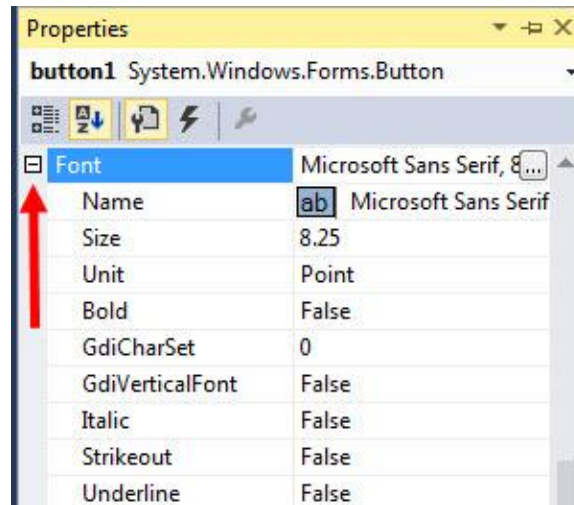 Properties
button1 System.Windows.Forms.Button
Font Microsoft Sans Serif, 8 ...
Name ab Microsoft Sans Serif
Size 8.25
Unit Point
Bold False
GdiCharSet 0
GdiVerticalFont False
Italic False
Strikeout False
Underline False